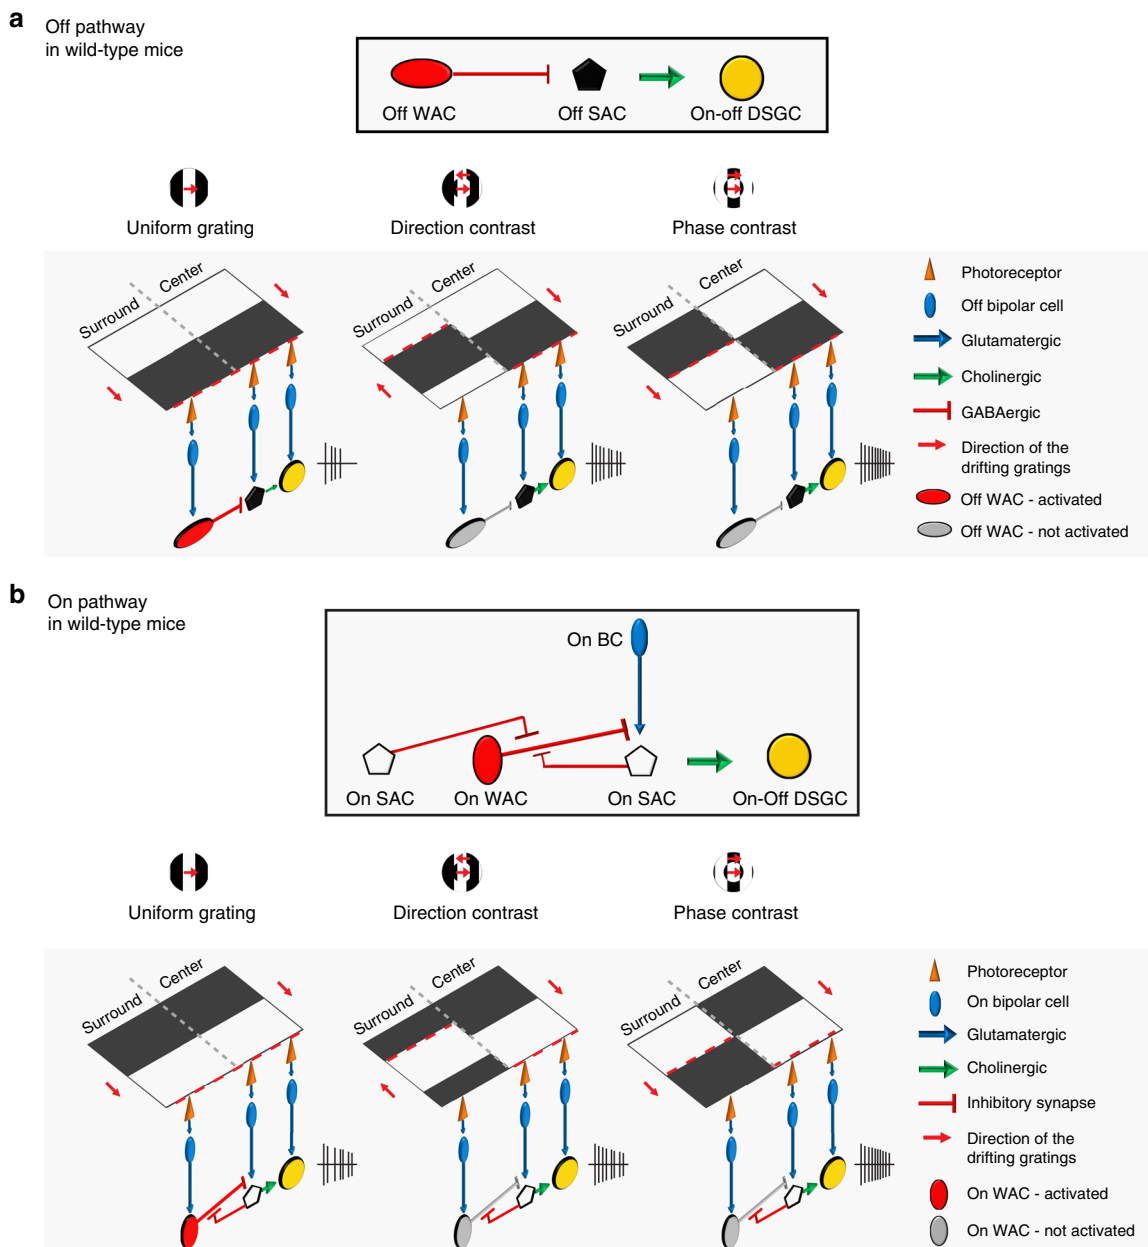 a
Off pathway
in wild-type mice
Off WAC
Off SAC
On-off DSGC
Uniform grating
Direction contrast
Phase contrast
Surround
Center
Surround
Center
Surround
Center
Photoreceptor
Off bipolar cell
Glutamatergic
Cholinergic
GABAergic
Direction of the
drifting gratings
Off WAC - activated
Off WAC - not activated
b
On pathway
in wild-type mice
On BC
On SAC
On WAC
On SAC
On-Off DSGC
Uniform grating
Direction contrast
Phase contrast
Surround
Center
Surround
Center
Surround
Center
Photoreceptor
On bipolar cell
Glutamatergic
Cholinergic
Inhibitory synapse
Direction of the
drifting gratings
On WAC - activated
On WAC - not activated